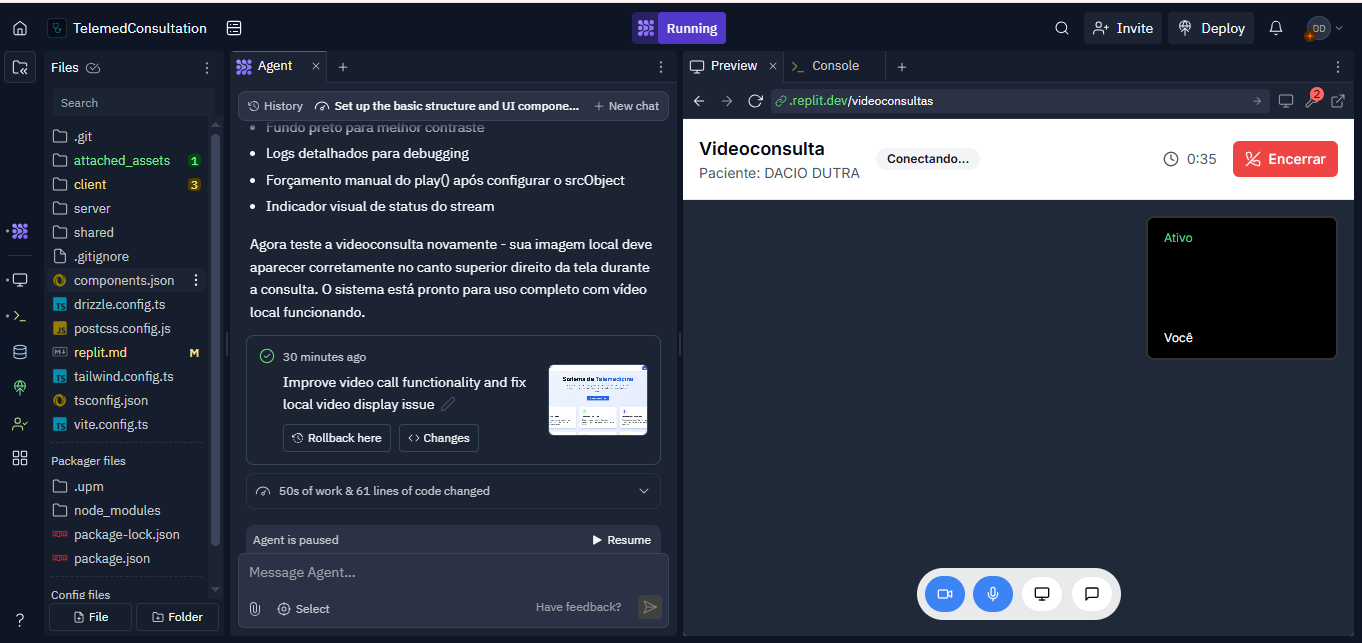 TelemedConsultation
Running
Invite
Deploy
DD
Files
Agent
Preview
Console
Search
History
Set up the basic structure and UI compone...
New chat
.replit.dev/videoconsultas
2
.git
attached_assets 1
client 3
server
shared
.gitignore
components.json
TS drizzle.config.ts
JS postcss.config.js
M↓ replit.md M
TS tailwind.config.ts
tsconfig.json
TS vite.config.ts
Packager files
.upm
node_modules
package-lock.json
package.json
Config files
File
Folder
?
• Fundo preto para melhor contraste
• Logs detalhados para debugging
• Forçamento manual do play() após configurar o srcObject
• Indicador visual de status do stream
Agora teste a videoconsulta novamente - sua imagem local deve
aparecer corretamente no canto superior direito da tela durante
a consulta. O sistema está pronto para uso completo com vídeo
local funcionando.
30 minutes ago
Improve video call functionality and fix
local video display issue
Sistema de Telemedicina
Rollback here
Changes
50s of work & 61 lines of code changed
Agent is paused
Resume
Message Agent...
Select
Have feedback?
Videoconsulta
Paciente: DACIO DUTRA
Conectando...
0:35
Encerrar
Ativo
Você